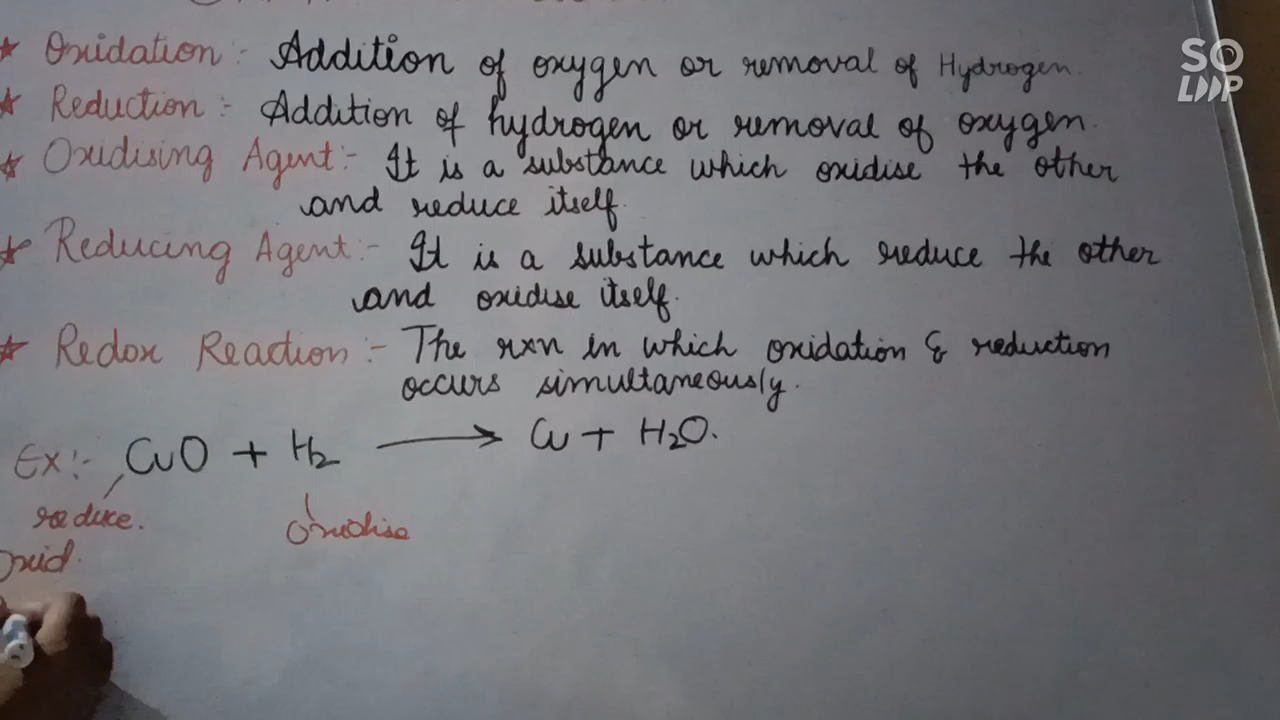 SO
LOOP
★ Oxidation:- Addition of oxygen or removal of Hydrogen.
★ Reduction:- Addition of hydrogen or removal of oxygen.
★ Oxidising Agent:- It is a substance which oxidise the other
and reduce itself.
★ Reducing Agent:- It is a substance which reduce the other
and oxidise itself.
★ Redox Reaction:- The rxn in which oxidation & reduction
occurs simultaneously.
Ex:- CuO + H₂ ⟶ Cu + H₂O.
reduce. Oxidise
Oxid.